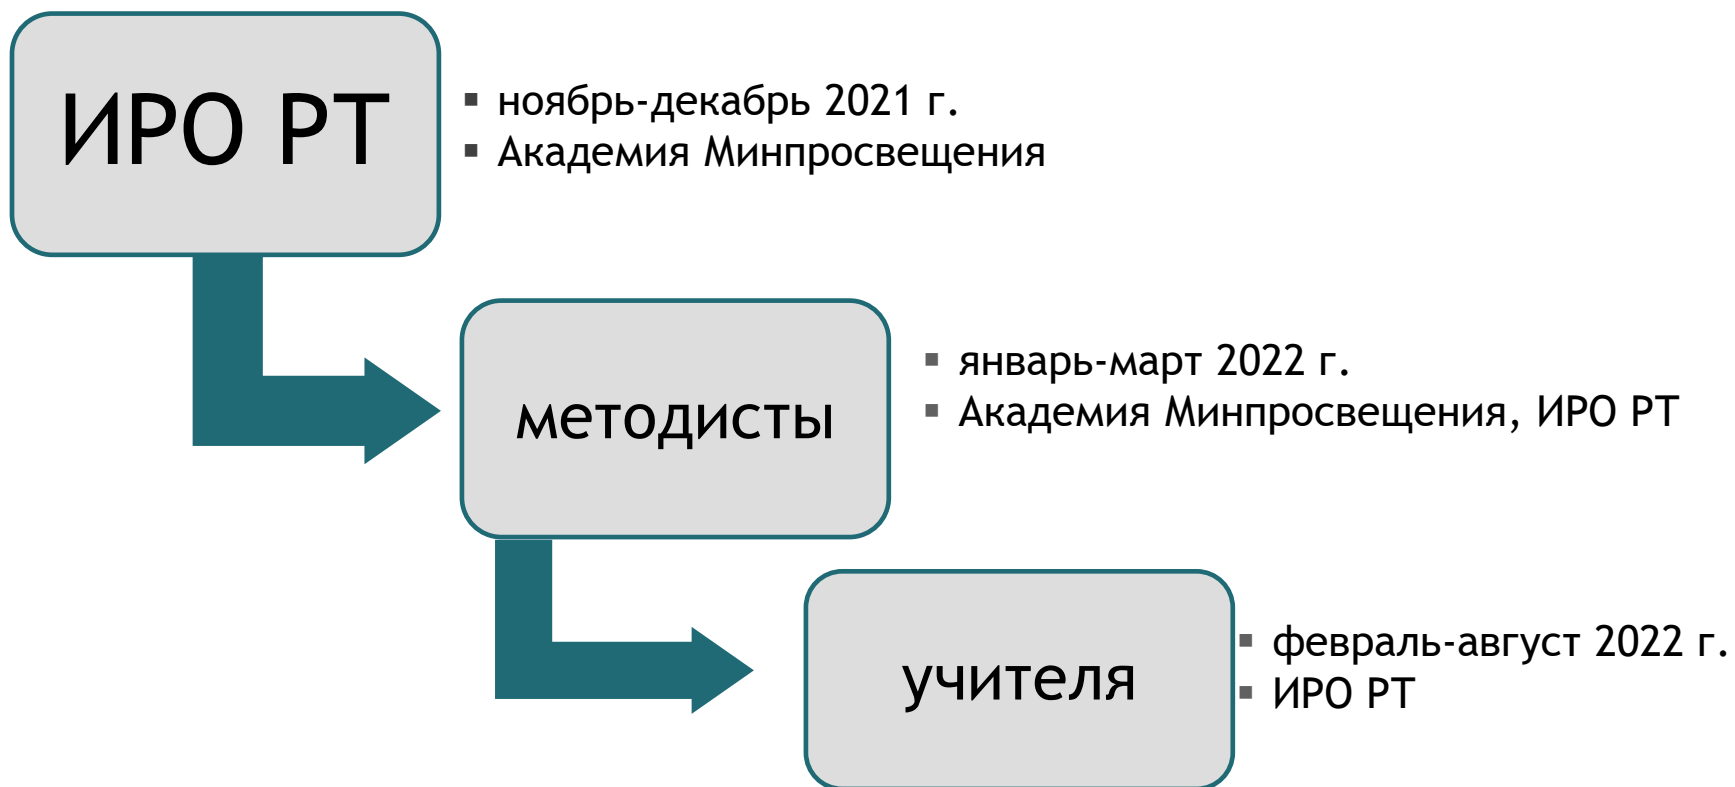 ИРО РТ
ноябрь-декабрь 2021 г.
Академия Минпросвещения
методисты
январь-март 2022 г.
Академия Минпросвещения, ИРО РТ
учителя
февраль-август 2022 г.
ИРО РТ